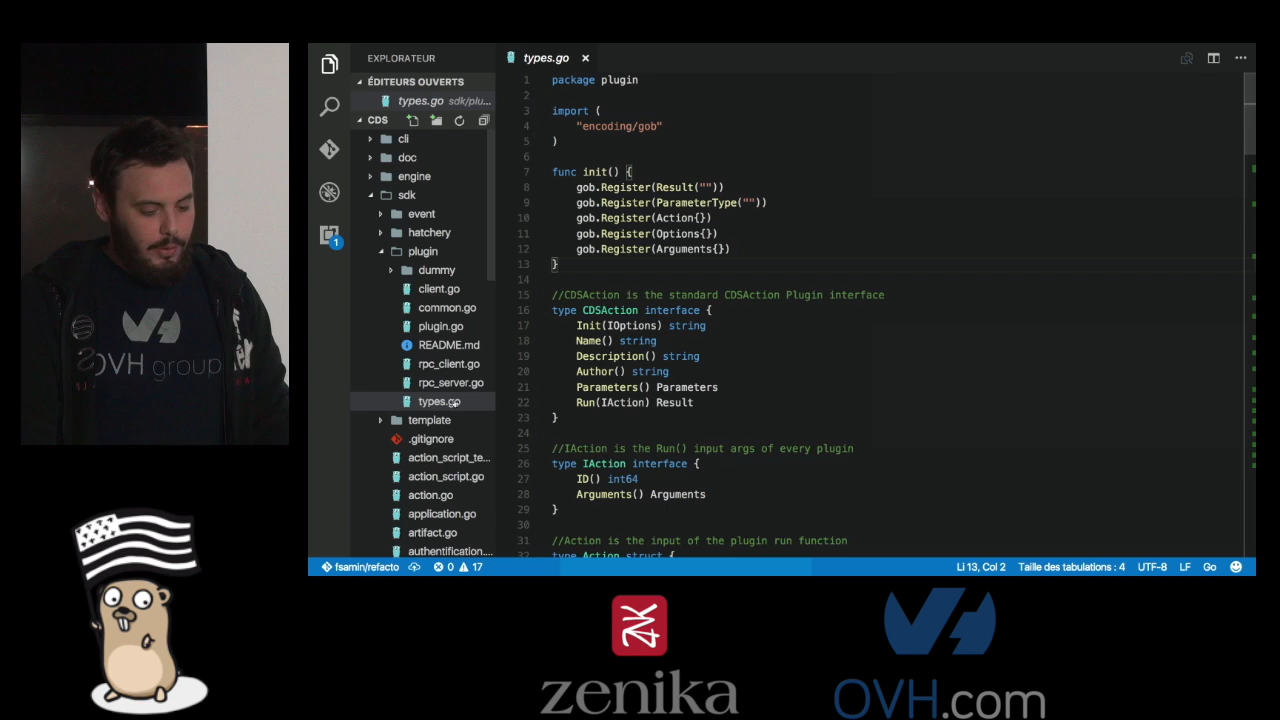 OVH group
EXPLORATEUR
ÉDITEURS OUVERTS
types.go sdk/plu...
CDS
cli
doc
engine
sdk
event
hatchery
plugin
dummy
client.go
common.go
plugin.go
README.md
rpc_client.go
rpc_server.go
types.go
template
.gitignore
action_script_te...
action_script.go
action.go
application.go
artifact.go
authentification....
1
types.go
1 package plugin
2
3 import (
4 "encoding/gob"
5 )
6
7 func init() {
8 gob.Register(Result(""))
9 gob.Register(ParameterType(""))
10 gob.Register(Action{})
11 gob.Register(Options{})
12 gob.Register(Arguments{})
13 }
14
15 //CDSAction is the standard CDSAction Plugin interface
16 type CDSAction interface {
17 Init(IOptions) string
18 Name() string
19 Description() string
20 Author() string
21 Parameters() Parameters
22 Run(IAction) Result
23 }
24
25 //IAction is the Run() input args of every plugin
26 type IAction interface {
27 ID() int64
28 Arguments() Arguments
29 }
30
31 //Action is the input of the plugin run function
32 type Action struct {
fsamin/refacto 0 17 Li 13, Col 2 Taille des tabulations : 4 UTF-8 LF Go
ZNK
zenika
OVH.com